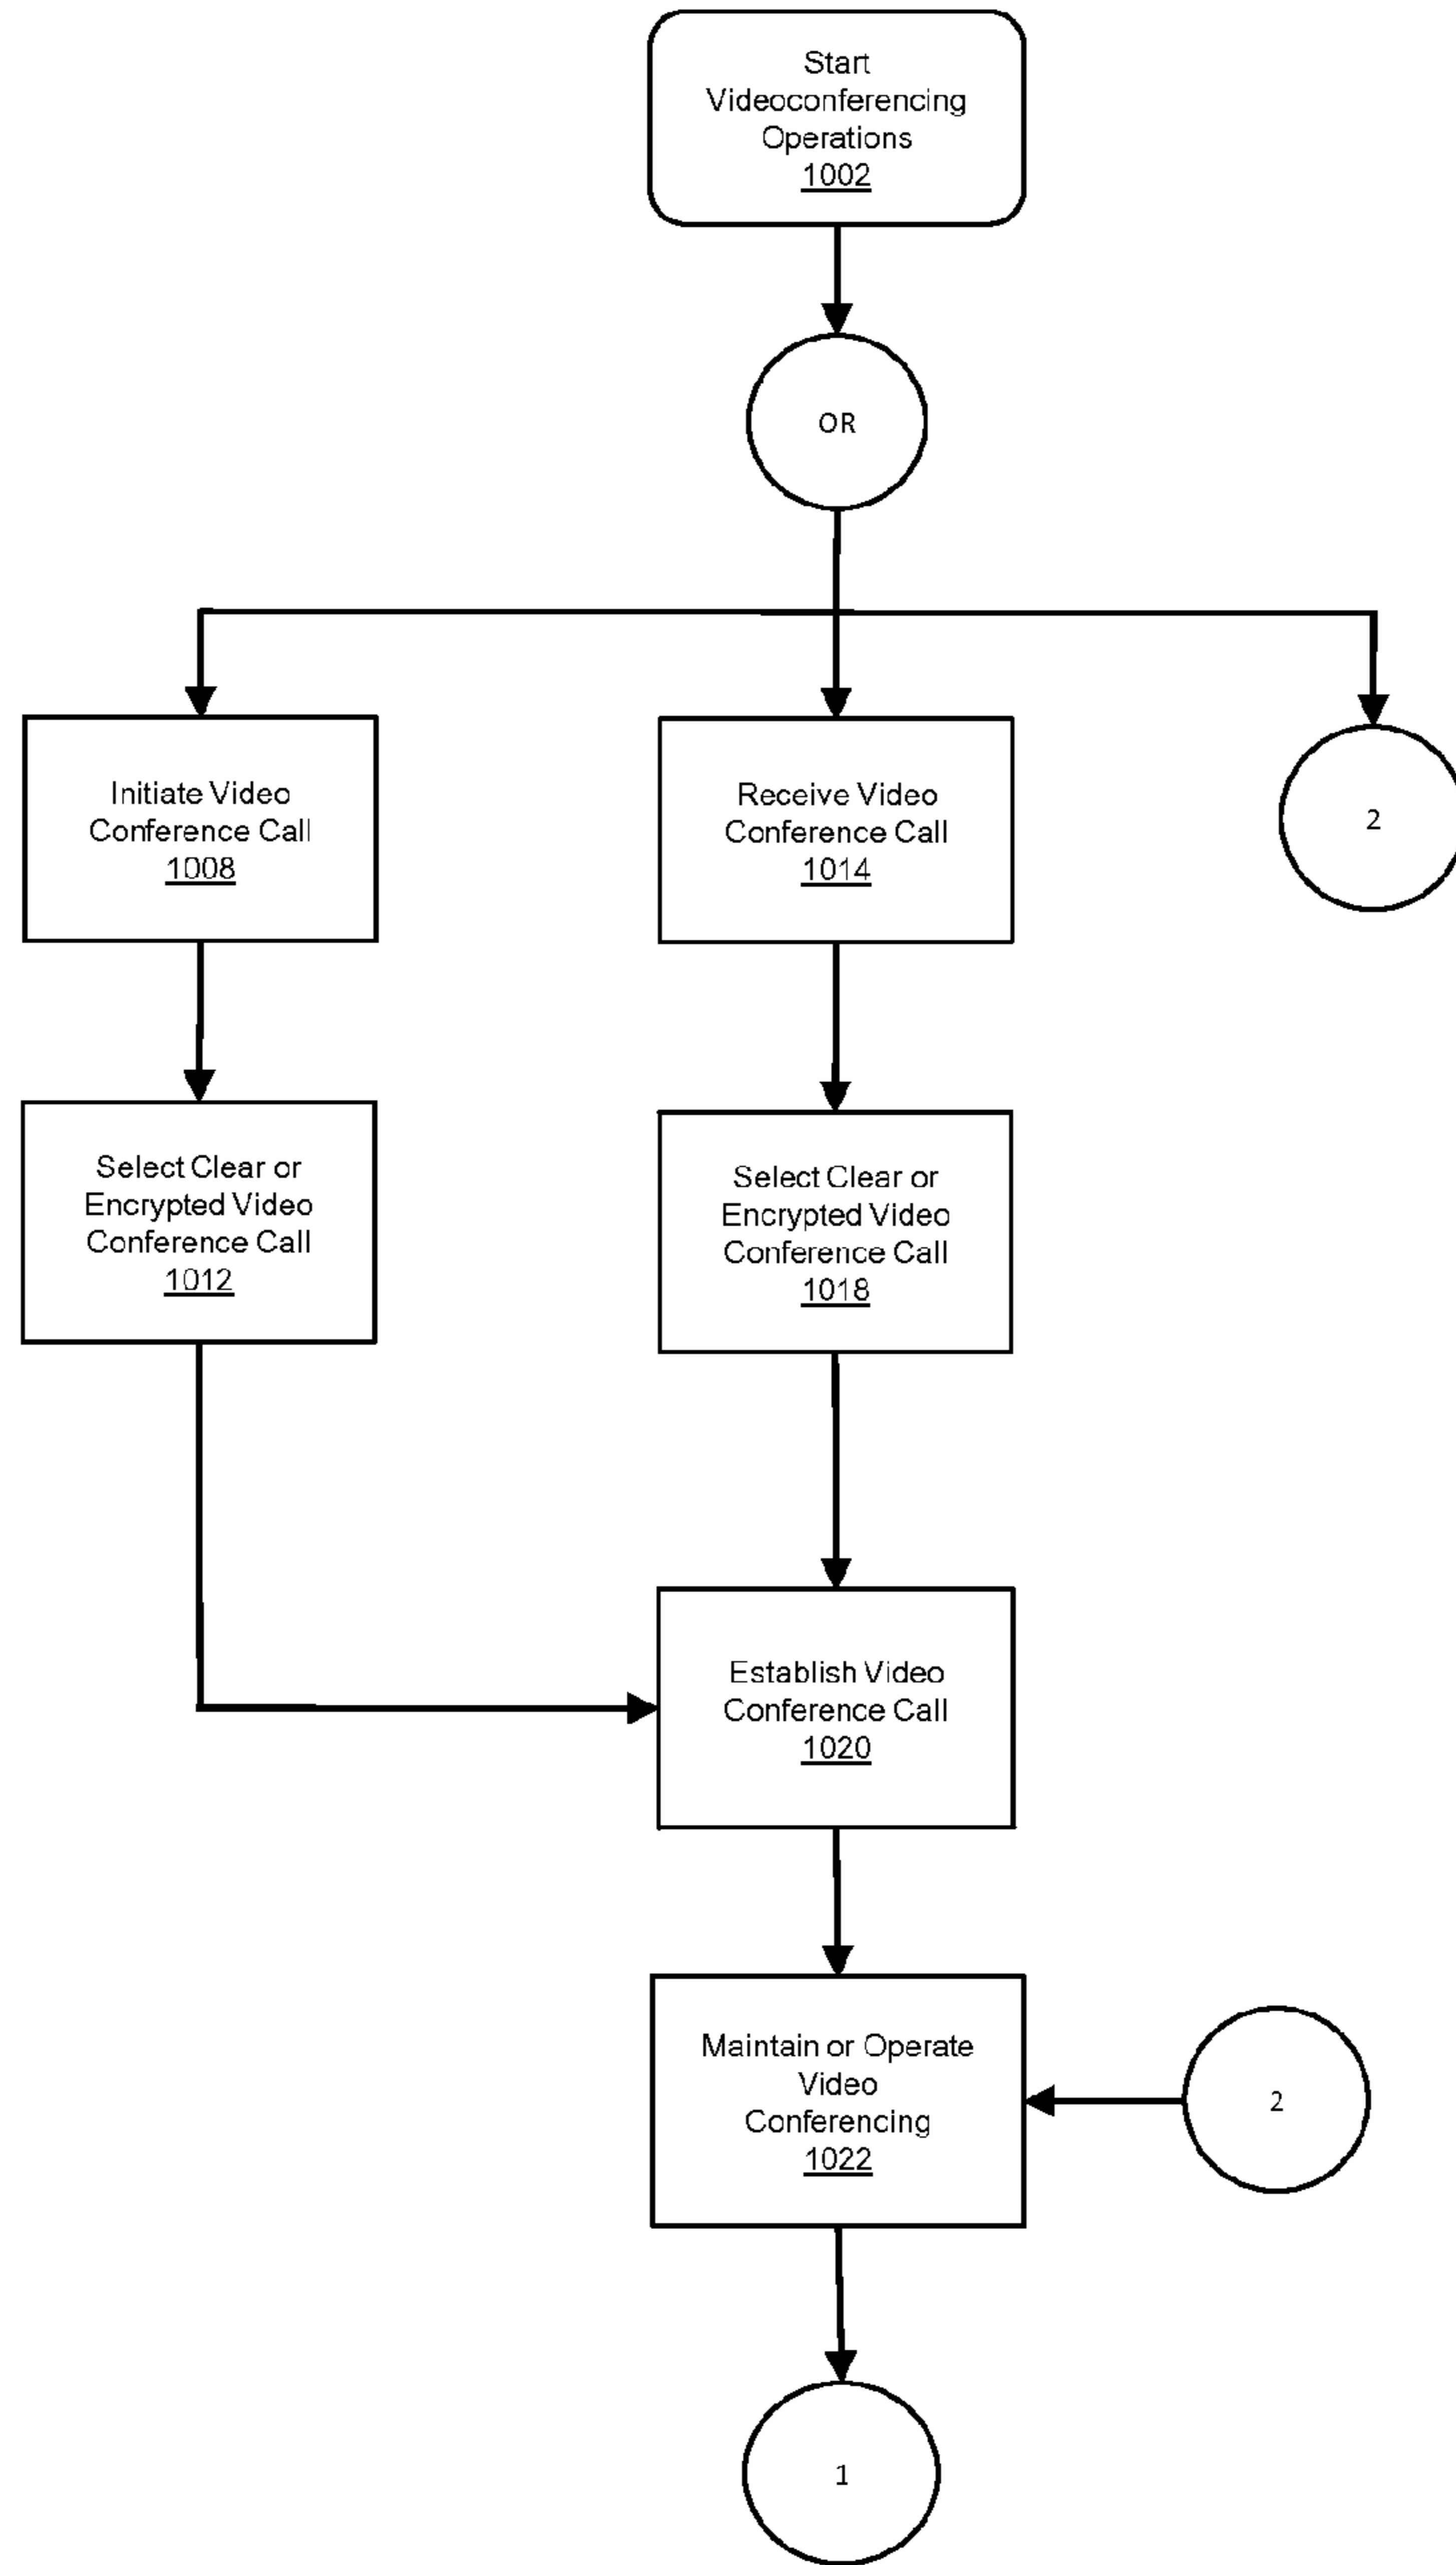 Start
Videoconferencing
Operations
1002
OR
Initiate Video
Conference Call
1008
Receive Video
Conference Call
1014
2
Select Clear or
Encrypted Video
Conference Call
1012
Select Clear or
Encrypted Video
Conference Call
1018
Establish Video
Conference Call
1020
Maintain or Operate
Video
Conferencing
1022
2
1